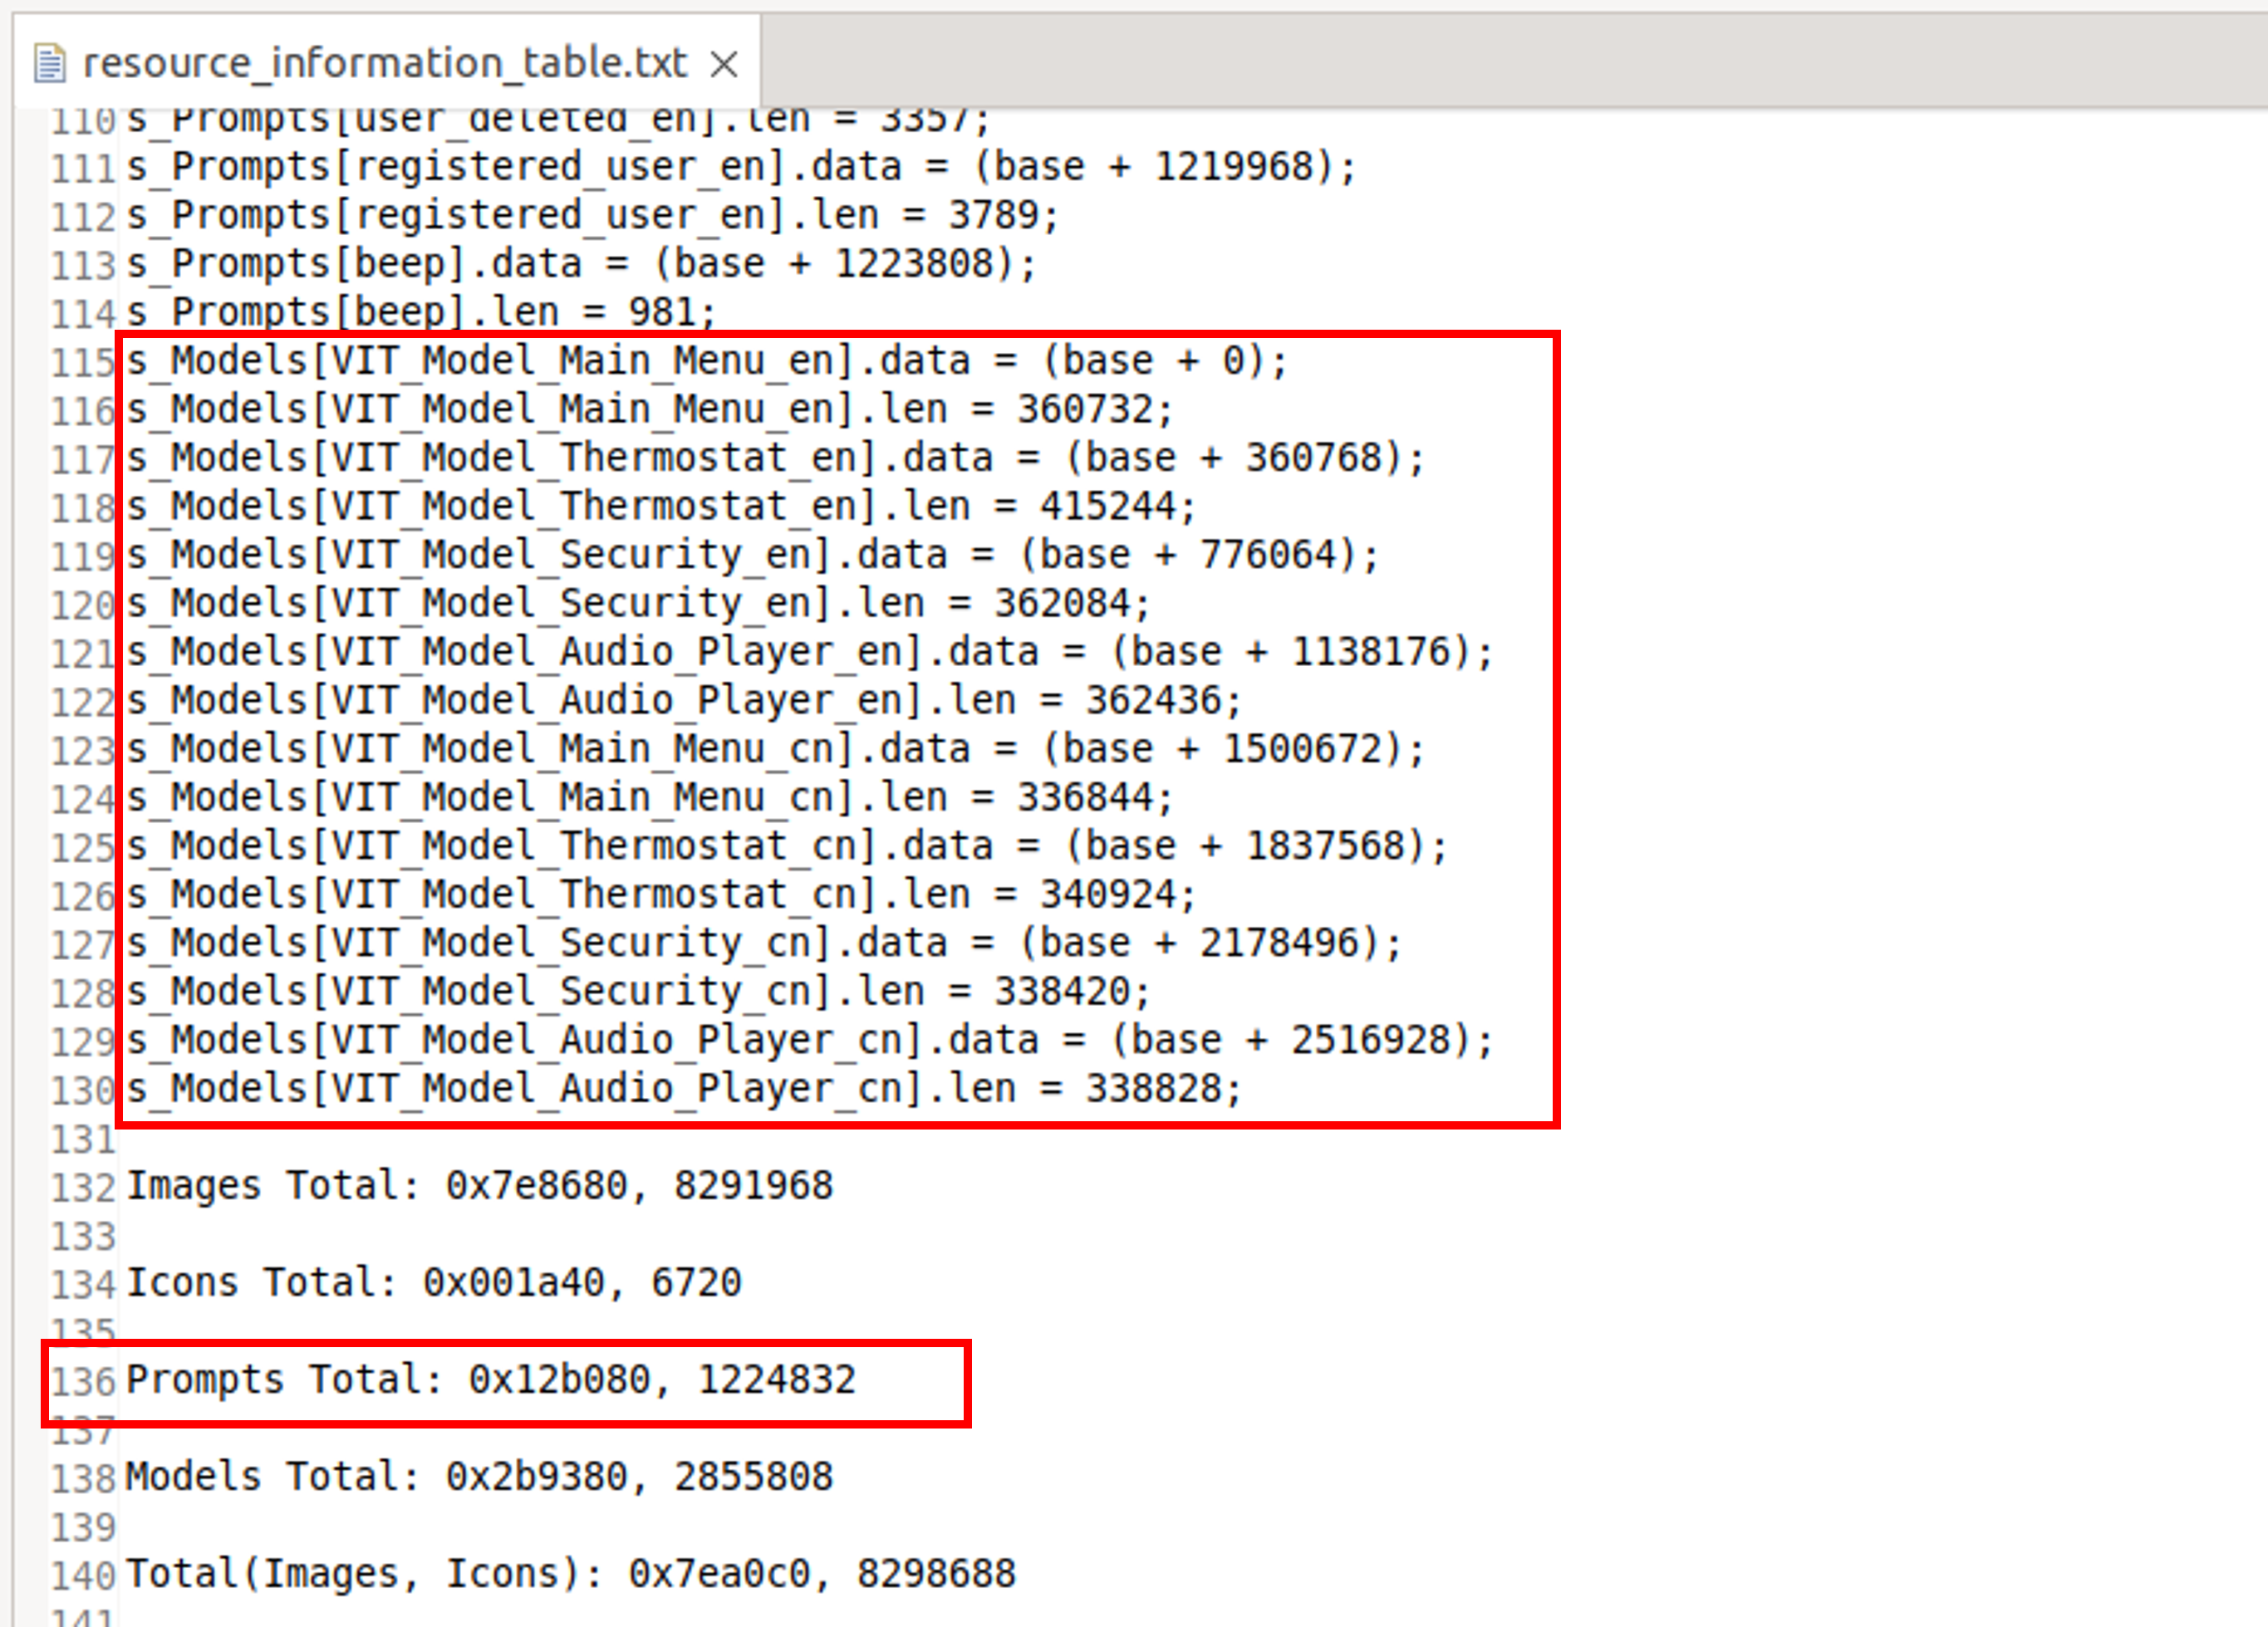 resource_information_table.txt
110 s_Prompts[user_deleted_en].len = 3357;
111 s_Prompts[registered_user_en].data = (base + 1219968);
112 s_Prompts[registered_user_en].len = 3789;
113 s_Prompts[beep].data = (base + 1223808);
114 s_Prompts[beep].len = 981;
115 s_Models[VIT_Model_Main_Menu_en].data = (base + 0);
116 s_Models[VIT_Model_Main_Menu_en].len = 360732;
117 s_Models[VIT_Model_Thermostat_en].data = (base + 360768);
118 s_Models[VIT_Model_Thermostat_en].len = 415244;
119 s_Models[VIT_Model_Security_en].data = (base + 776064);
120 s_Models[VIT_Model_Security_en].len = 362084;
121 s_Models[VIT_Model_Audio_Player_en].data = (base + 1138176);
122 s_Models[VIT_Model_Audio_Player_en].len = 362436;
123 s_Models[VIT_Model_Main_Menu_cn].data = (base + 1500672);
124 s_Models[VIT_Model_Main_Menu_cn].len = 336844;
125 s_Models[VIT_Model_Thermostat_cn].data = (base + 1837568);
126 s_Models[VIT_Model_Thermostat_cn].len = 340924;
127 s_Models[VIT_Model_Security_cn].data = (base + 2178496);
128 s_Models[VIT_Model_Security_cn].len = 338420;
129 s_Models[VIT_Model_Audio_Player_cn].data = (base + 2516928);
130 s_Models[VIT_Model_Audio_Player_cn].len = 338828;
131
132 Images Total: 0x7e8680, 8291968
133
134 Icons Total: 0x001a40, 6720
135
136 Prompts Total: 0x12b080, 1224832
137
138 Models Total: 0x2b9380, 2855808
139
140 Total(Images, Icons): 0x7ea0c0, 8298688
141